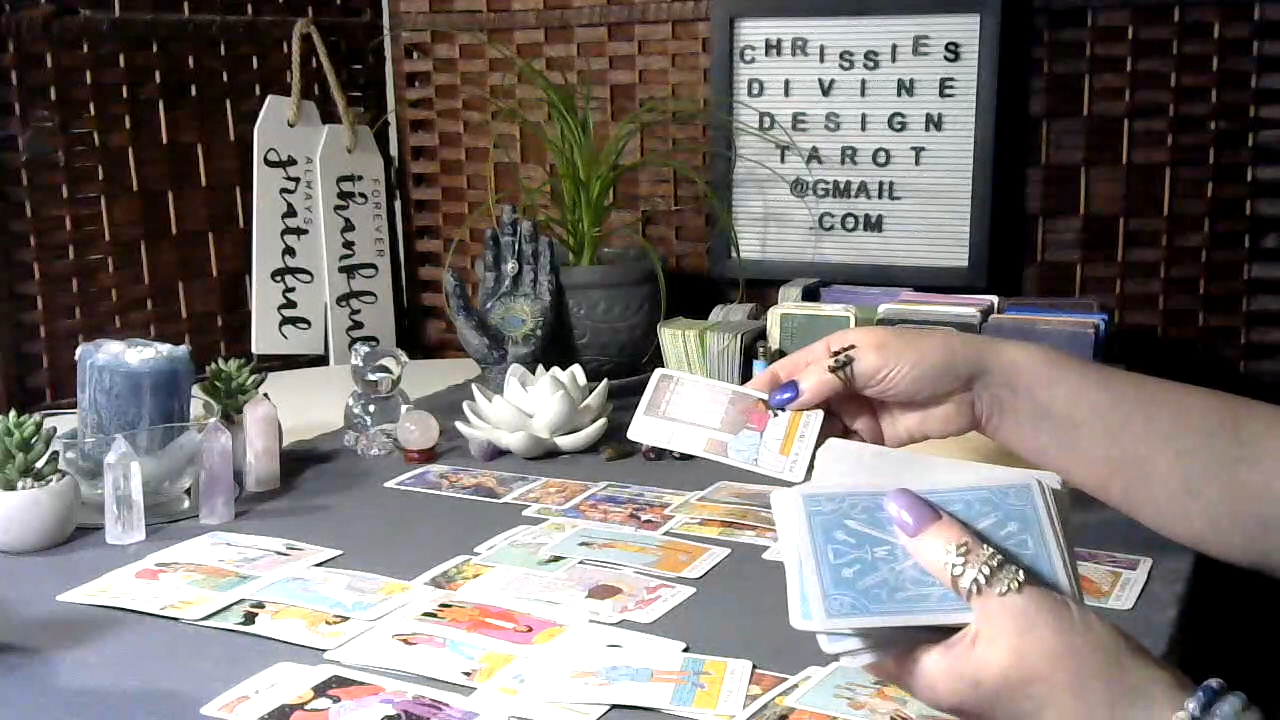 ALWAYS
grateful
FOREVER
thankful
CHRISSIES
DIVINE
DESIGN
TAROT
@GMAIL
.COM